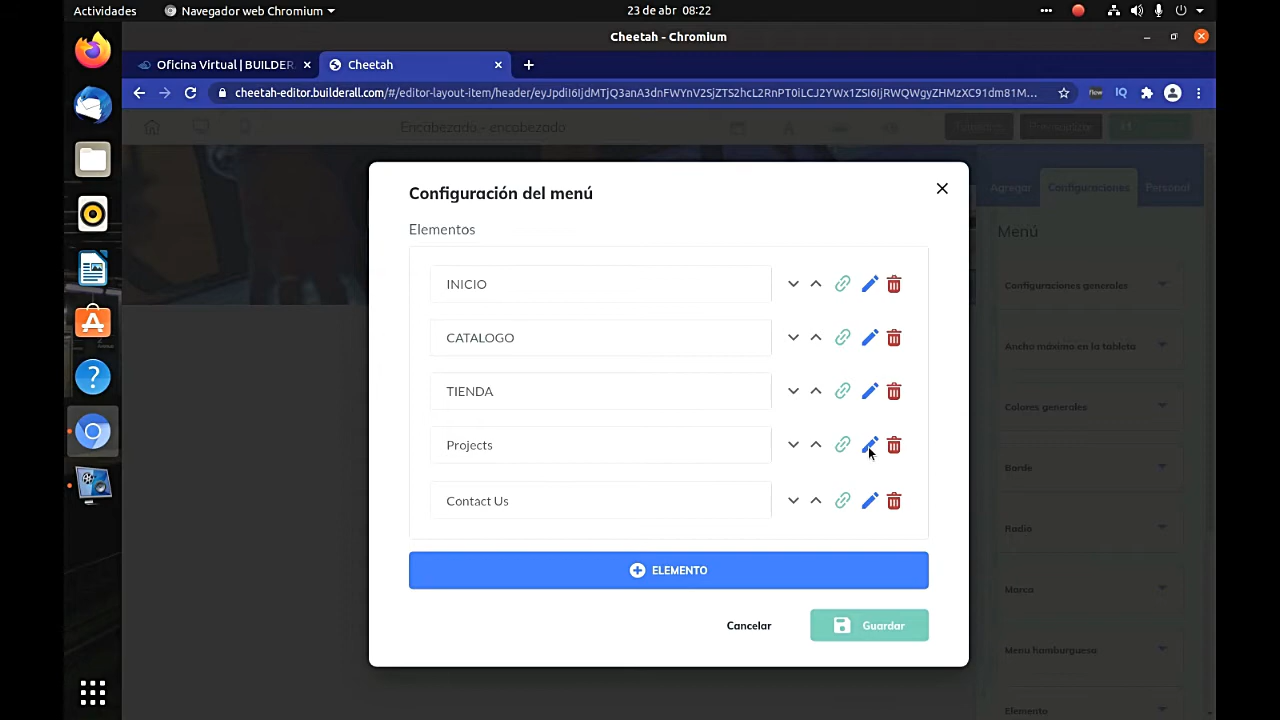 Actividades
Navegador web Chromium
23 de abr 08:22
Cheetah - Chromium
Oficina Virtual | BUILDER
Cheetah
cheetah-editor.builderall.com/#/editor-layout-item/header/eyJpdiI6IjdMTjQ3anA3dnFWYnV2SjZTS2hcL2RnPT0iLCJ2YWx1ZSI6IjRWQWgyZHMzXC91dm81M...
IQ
Encabezado - encabezado
Configuración del menú
Agregar
Configuraciones
Personal
Elementos
Menú
INICIO
Configuraciones generales
CATALOGO
Ancho máximo en la tableta
TIENDA
Colores generales
Projects
Borde
Contact Us
Radio
ELEMENTO
Marca
Cancelar
Guardar
Menu hamburguesa
Elemento